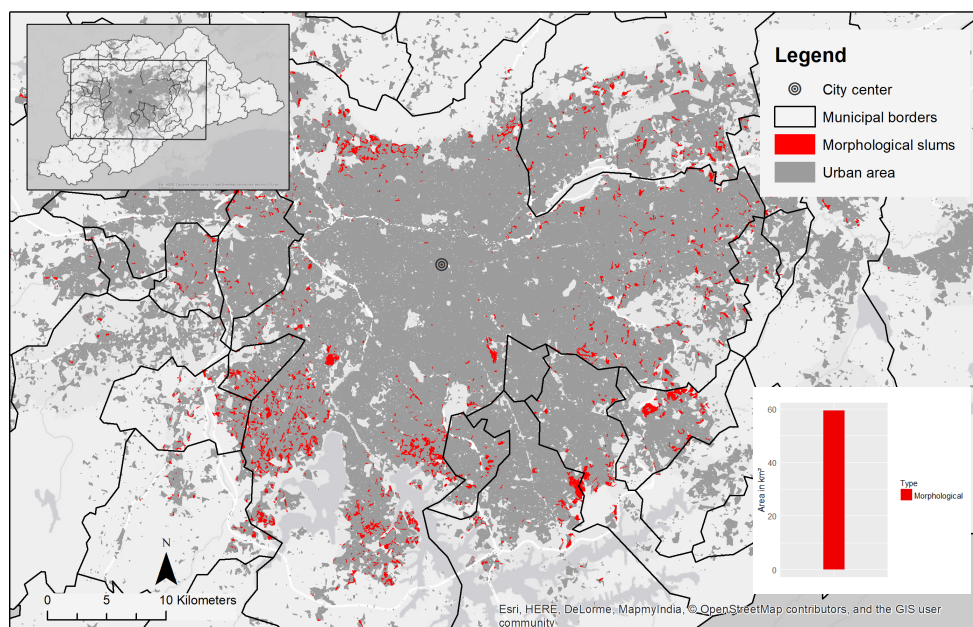 Legend
City center
Municipal borders
Morphological slums
Urban area
60
40
20
0
Area in km²
Type
Morphological
N
0 5 10 Kilometers
Esri, HERE, DeLorme, MapmyIndia, © OpenStreetMap contributors, and the GIS user
community